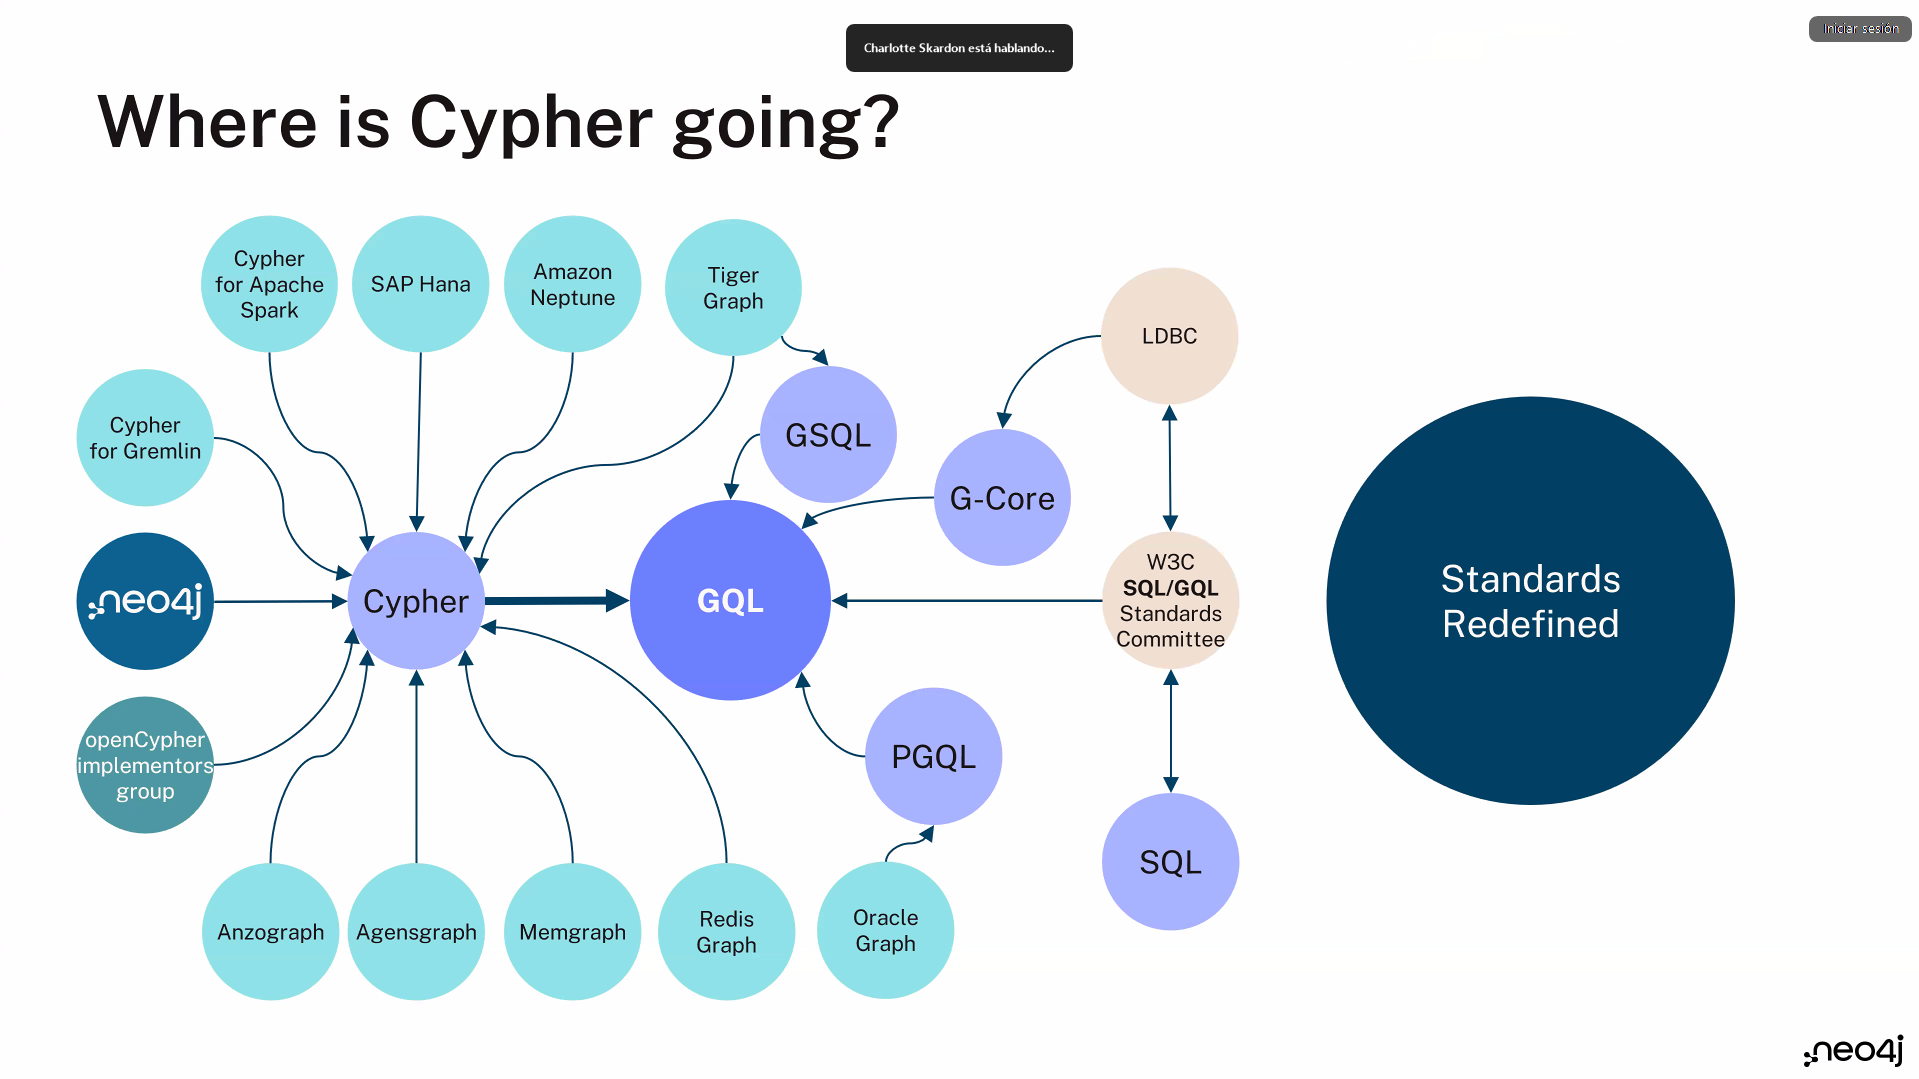 Charlotte Skardon está hablando...
Iniciar sesión
Where is Cypher going?
Cypher
for Apache
Spark
SAP Hana
Amazon
Neptune
Tiger
Graph
LDBC
Cypher
for Gremlin
GSQL
G-Core
neo4j
Cypher
GQL
W3C
SQL/GQL
Standards
Committee
Standards
Redefined
openCypher
implementors
group
PGQL
SQL
Anzograph
Agensgraph
Memgraph
Redis
Graph
Oracle
Graph
neo4j